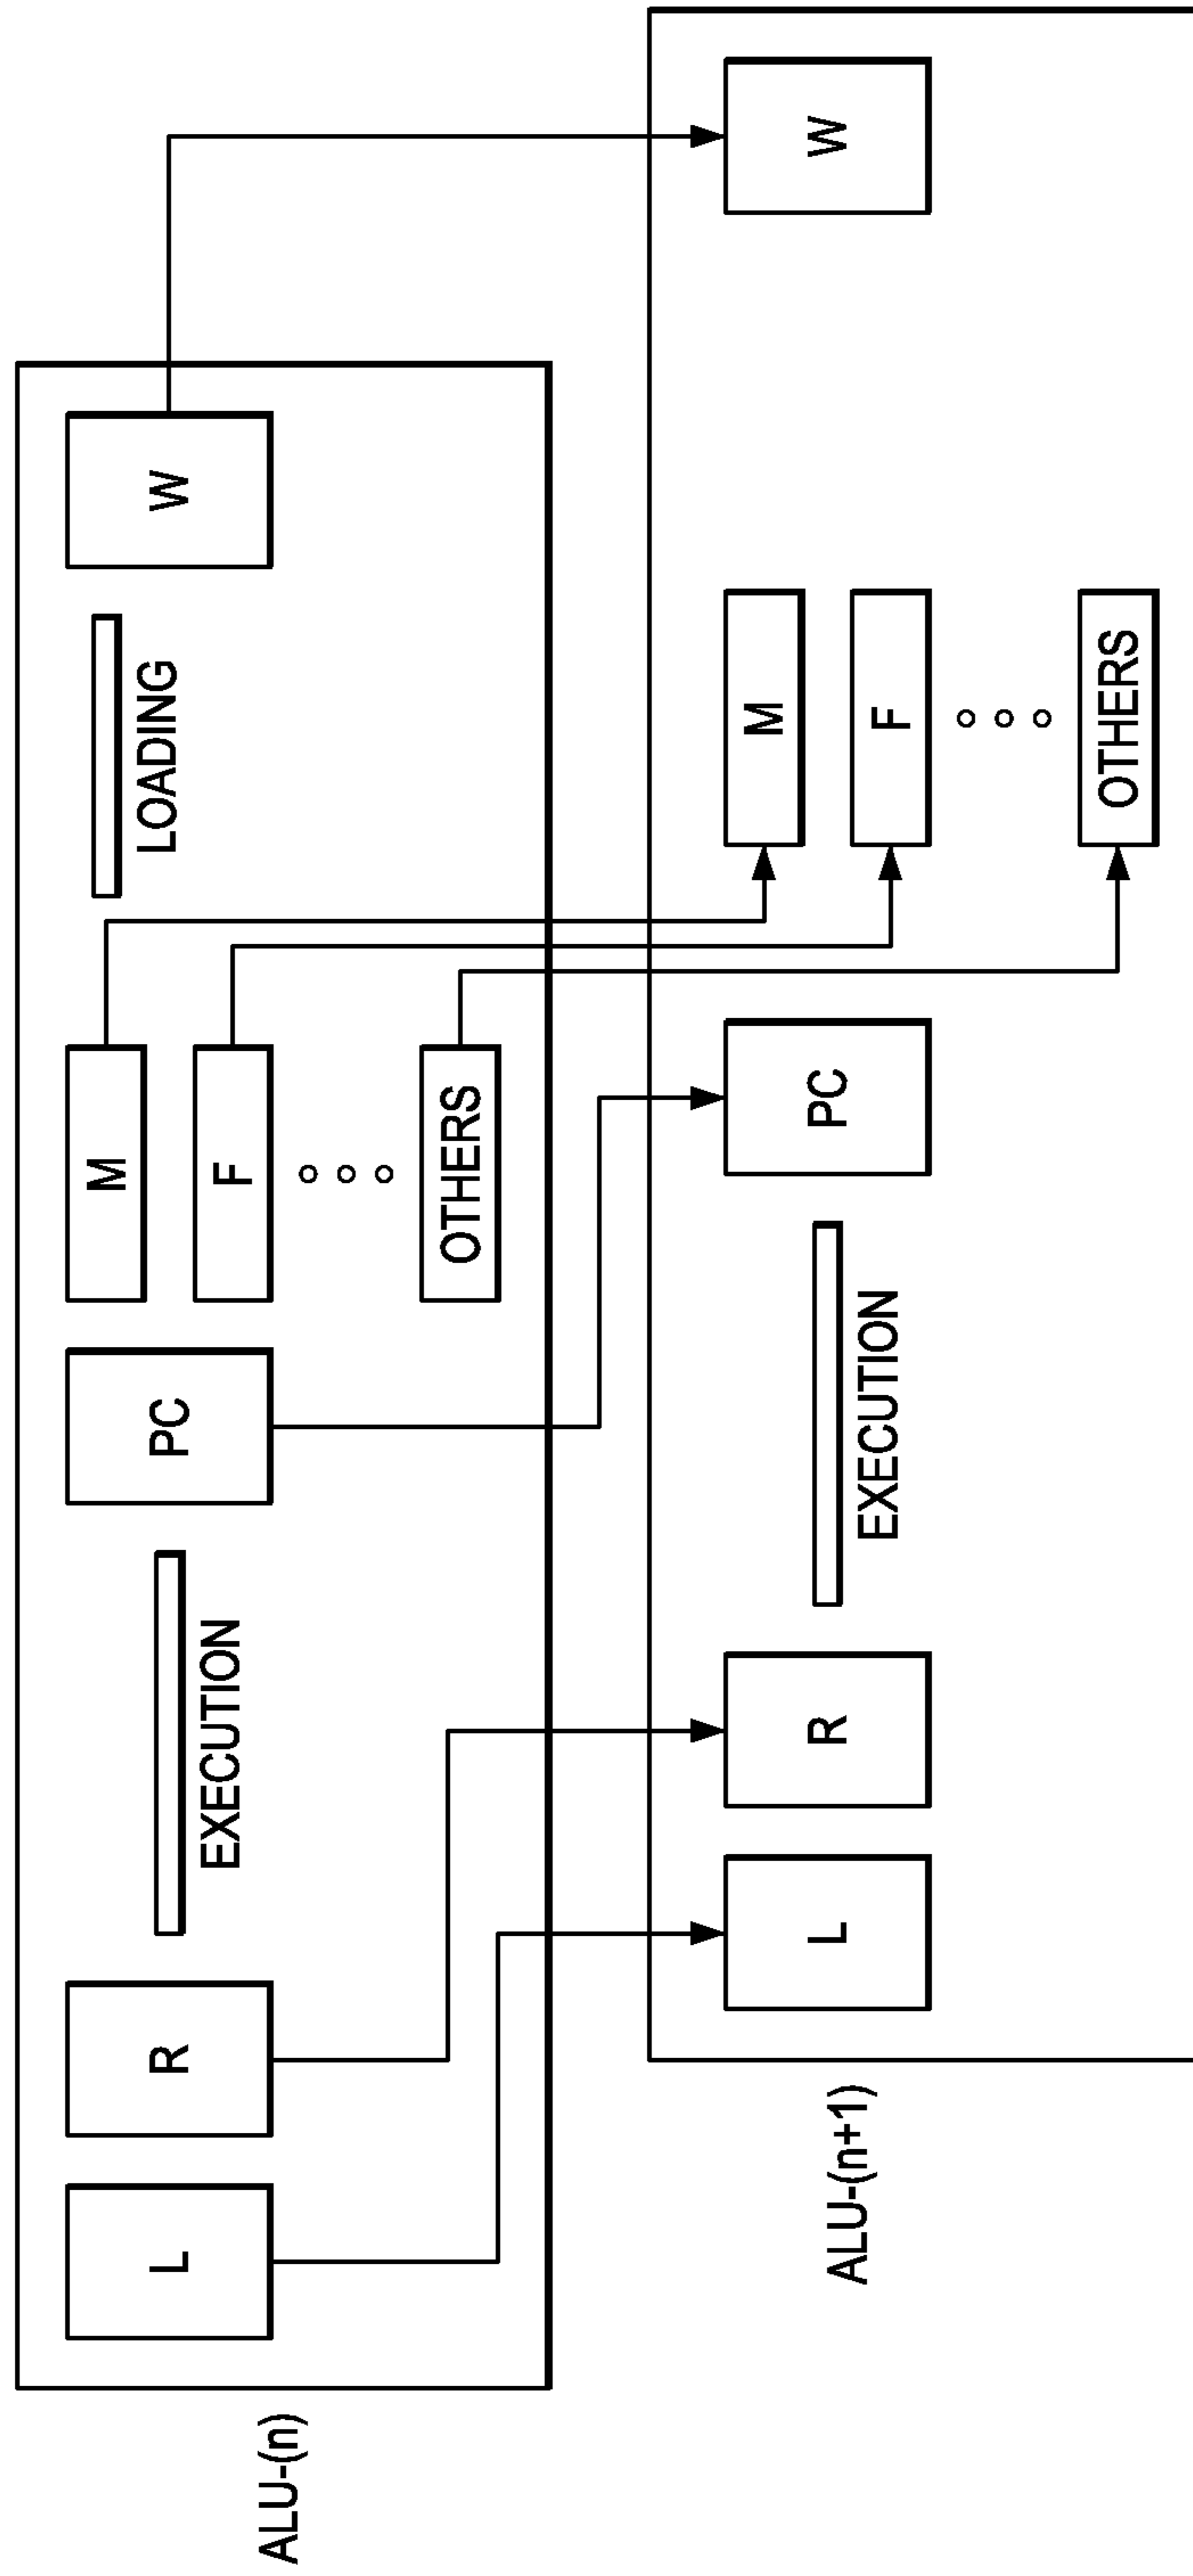 ALU-(n)
L
R
EXECUTION
PC
M
F
OTHERS
LOADING
W
ALU-(n+1)
L
R
EXECUTION
PC
M
F
OTHERS
W